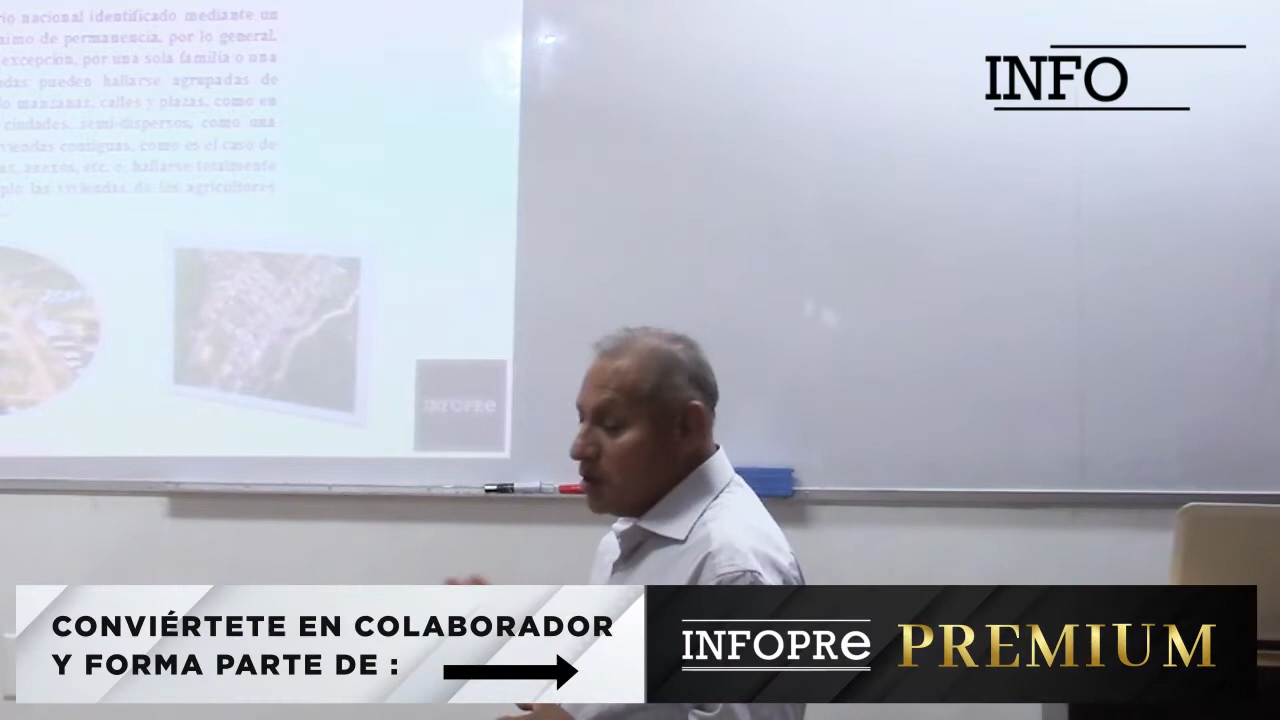 rio nacional identificado mediante un
nimo de permanencia, por lo general,
excepcion, por una sola familia o una
ndas pueden hallarse agrupadas de
o manzanas, calles y plazas, como en
ciudades, semi-dispersos, como una
viendas contiguas, como es el caso de
as, anexos, etc. o, hallarse totalmente
plo las viviendas de los agricultores
INFO
INFOPRe
CONVIÉRTETE EN COLABORADOR
Y FORMA PARTE DE :
INFOPRe PREMIUM